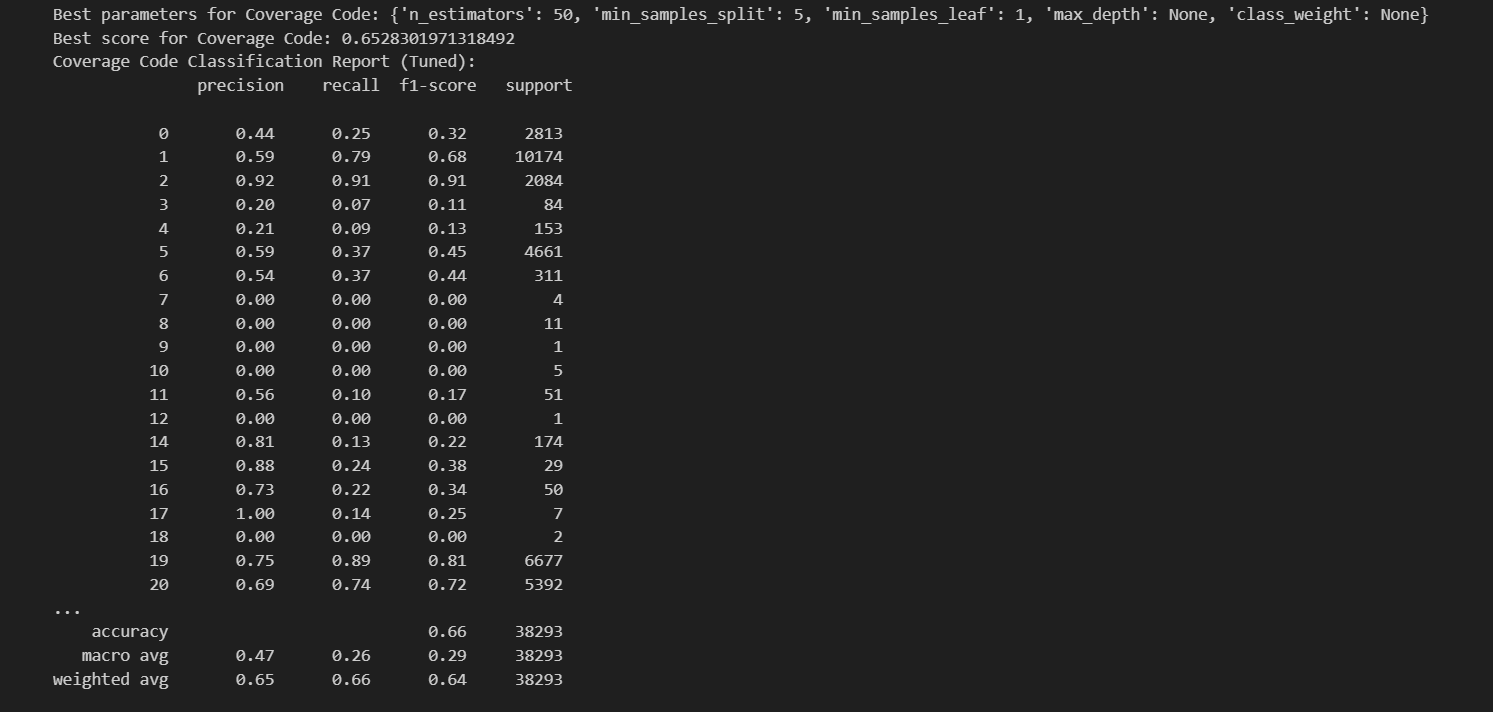 Best parameters for Coverage Code: {'n_estimators': 50, 'min_samples_split': 5, 'min_samples_leaf': 1, 'max_depth': None, 'class_weight': None}
Best score for Coverage Code: 0.6528301971318492
Coverage Code Classification Report (Tuned):
precision recall f1-score support
0 0.44 0.25 0.32 2813
1 0.59 0.79 0.68 10174
2 0.92 0.91 0.91 2084
3 0.20 0.07 0.11 84
4 0.21 0.09 0.13 153
5 0.59 0.37 0.45 4661
6 0.54 0.37 0.44 311
7 0.00 0.00 0.00 4
8 0.00 0.00 0.00 11
9 0.00 0.00 0.00 1
10 0.00 0.00 0.00 5
11 0.56 0.10 0.17 51
12 0.00 0.00 0.00 1
14 0.81 0.13 0.22 174
15 0.88 0.24 0.38 29
16 0.73 0.22 0.34 50
17 1.00 0.14 0.25 7
18 0.00 0.00 0.00 2
19 0.75 0.89 0.81 6677
20 0.69 0.74 0.72 5392
...
accuracy 0.66 38293
macro avg 0.47 0.26 0.29 38293
weighted avg 0.65 0.66 0.64 38293